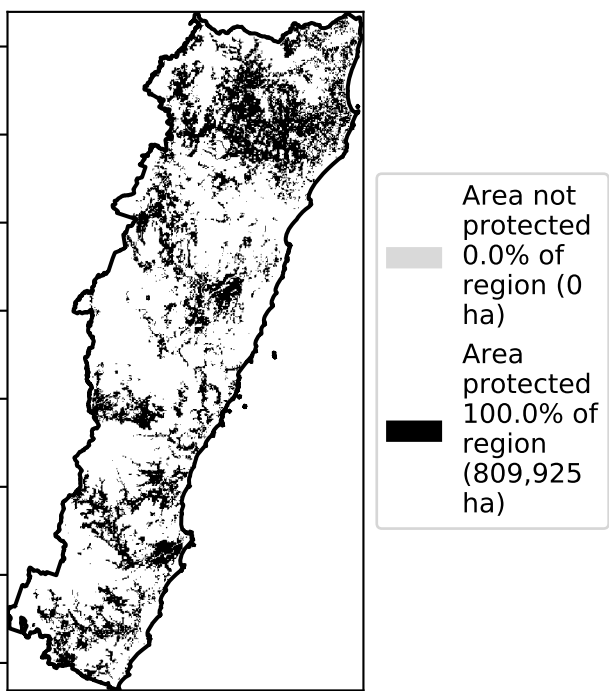 Area not
protected
0.0% of
region (0
ha)
Area
protected
100.0% of
region
(809,925
ha)